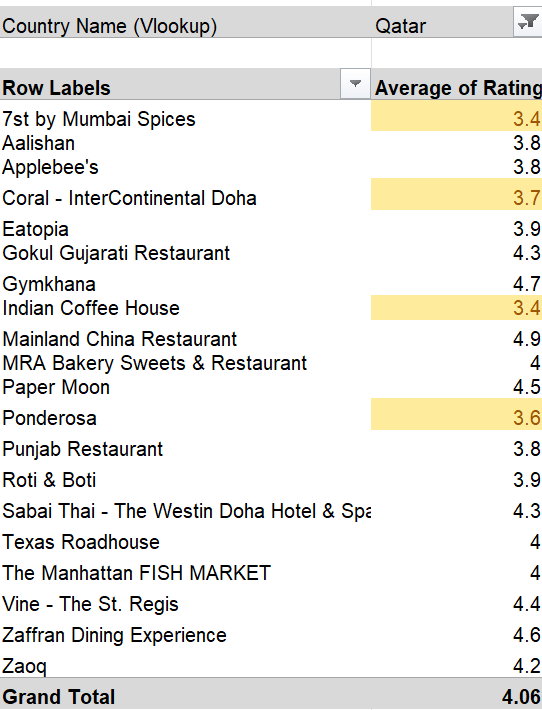 Country Name (Vlookup) Qatar
Row Labels Average of Rating
7st by Mumbai Spices 3.4
Aalishan 3.8
Applebee's 3.8
Coral - InterContinental Doha 3.7
Eatopia 3.9
Gokul Gujarati Restaurant 4.3
Gymkhana 4.7
Indian Coffee House 3.4
Mainland China Restaurant 4.9
MRA Bakery Sweets & Restaurant 4
Paper Moon 4.5
Ponderosa 3.6
Punjab Restaurant 3.8
Roti & Boti 3.9
Sabai Thai - The Westin Doha Hotel & Spa 4.3
Texas Roadhouse 4
The Manhattan FISH MARKET 4
Vine - The St. Regis 4.4
Zaffran Dining Experience 4.6
Zaoq 4.2
Grand Total 4.06